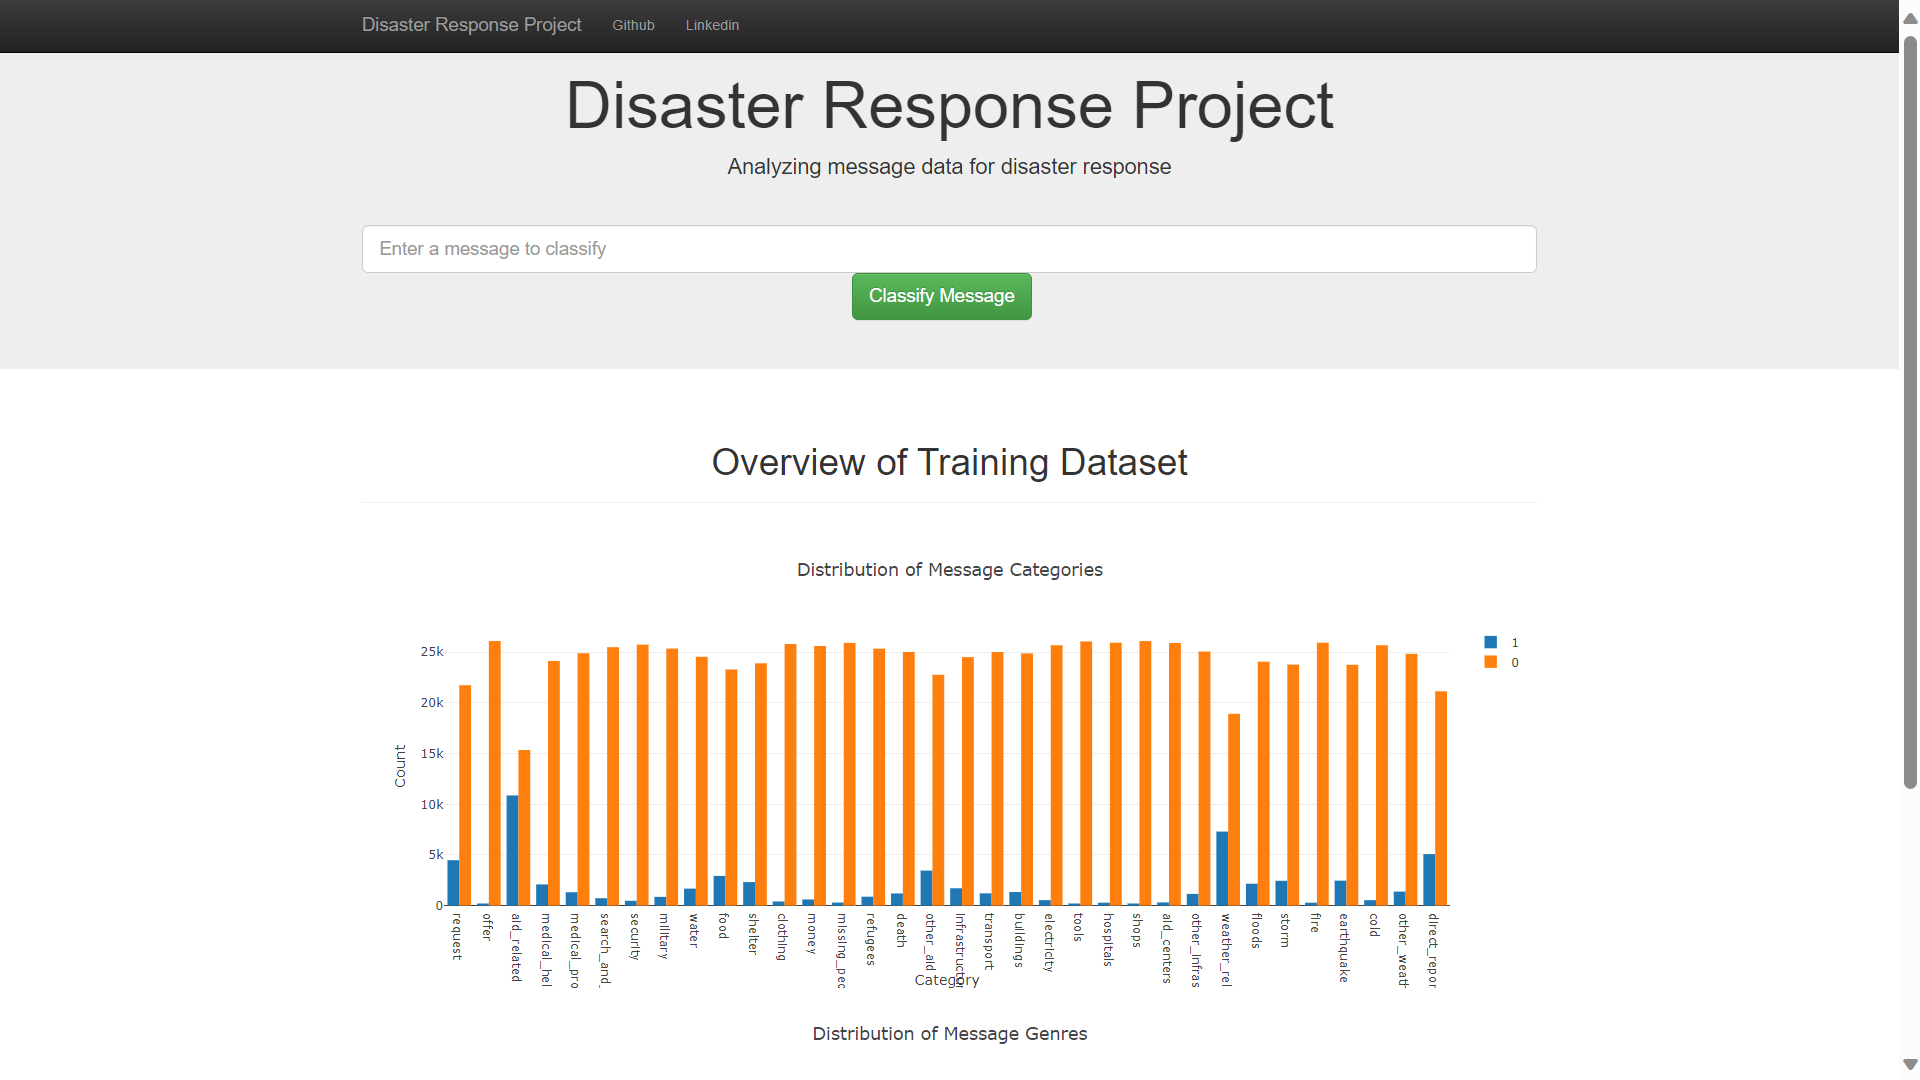 Disaster Response Project Github Linkedin
Disaster Response Project
Analyzing message data for disaster response
Enter a message to classify
Classify Message
Overview of Training Dataset
Distribution of Message Categories
1
0
25k
20k
15k
10k
5k
0
Count
request
offer
aid_related
medical_hel
medical_pro
search_and_
security
military
water
food
shelter
clothing
money
missing_peo
refugees
death
other_aid
infrastructur
transport
buildings
electricity
tools
hospitals
shops
aid_centers
other_infras
weather_rel
floods
storm
fire
earthquake
cold
other_weath
direct_repor
Category
Distribution of Message Genres